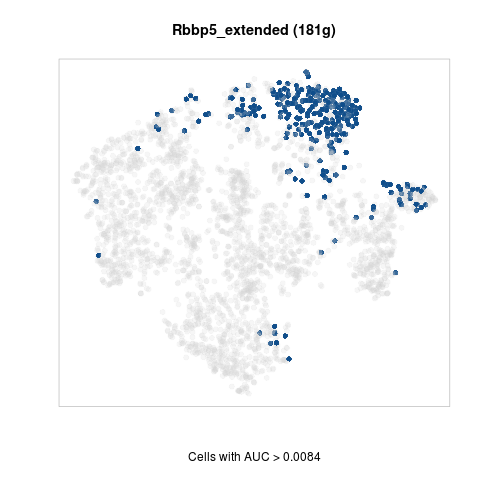 Rbbp5_extended (181g)
Cells with AUC > 0.0084